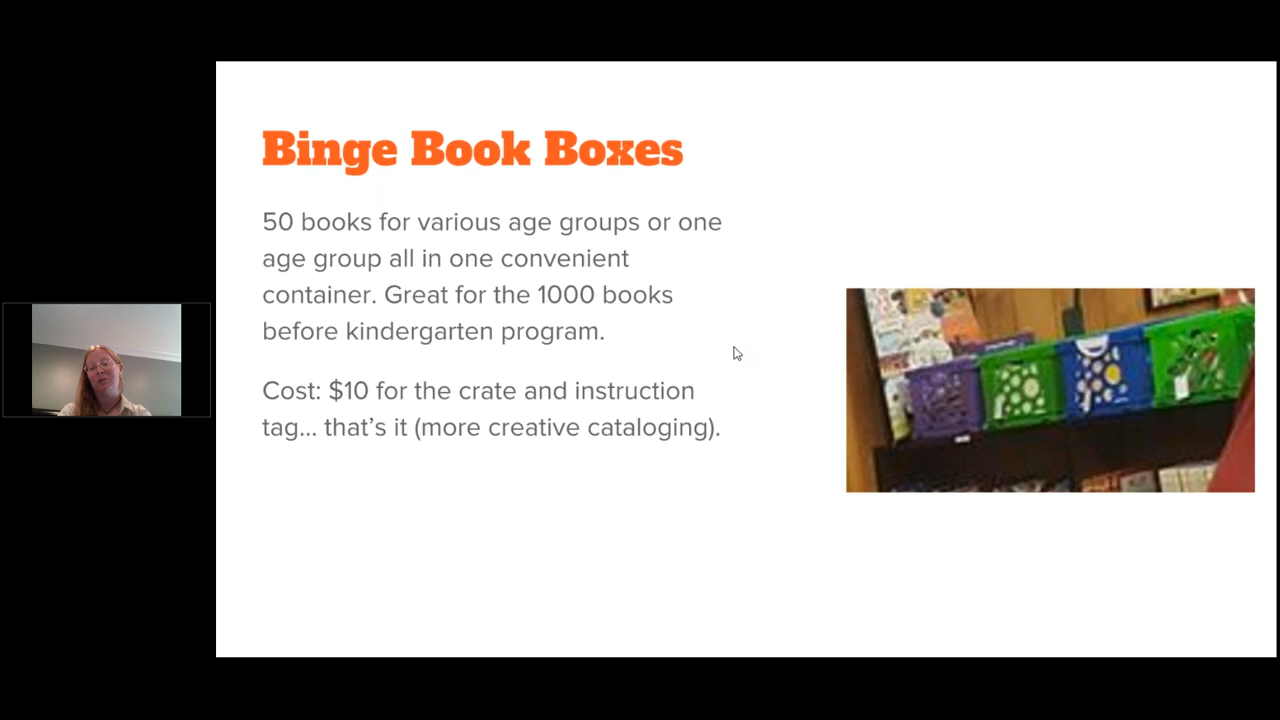 Binge Book Boxes
50 books for various age groups or one
age group all in one convenient
container. Great for the 1000 books
before kindergarten program.
Cost: $10 for the crate and instruction
tag... that’s it (more creative cataloging).